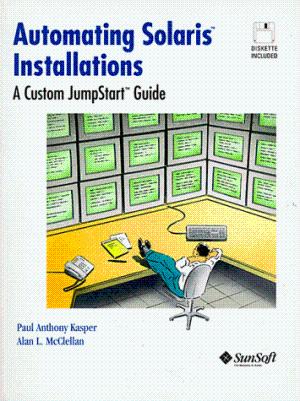 Automating Solaris™
Installations
A Custom JumpStart™ Guide
DISKETTE
INCLUDED
Paul Anthony Kasper
Alan L. McClellan
SunSoft